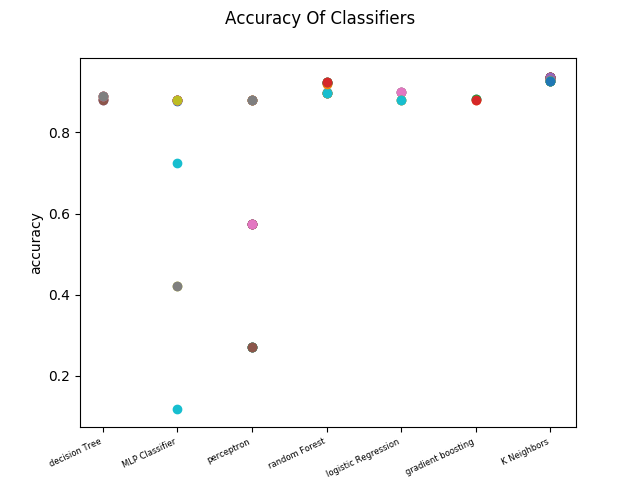 Accuracy Of Classifiers
accuracy
0.8
0.6
0.4
0.2
decision Tree
MLP Classifier
perceptron
random Forest
logistic Regression
gradient boosting
K Neighbors